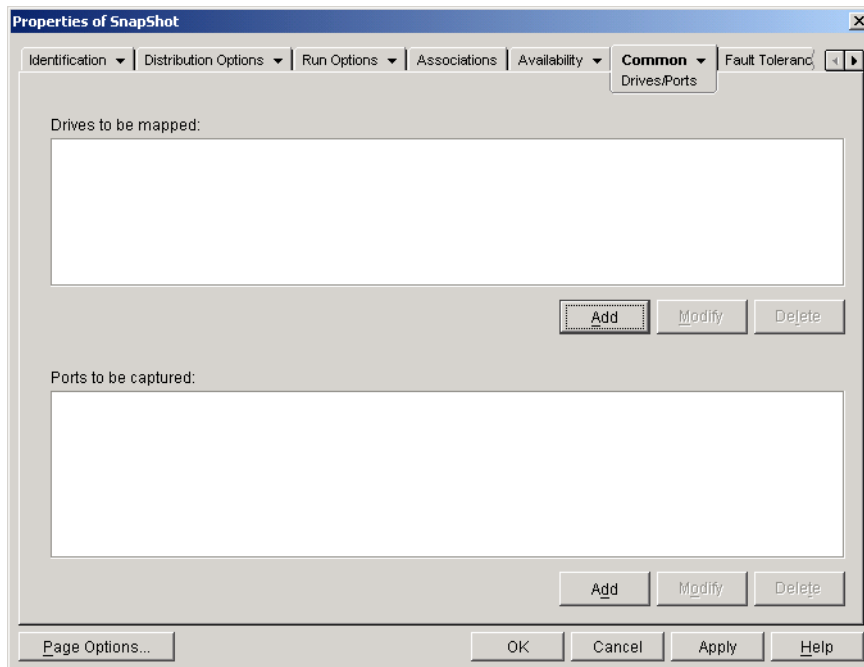 Properties of SnapShot
Identification Distribution Options Run Options Associations Availability Common Fault Toleranc
Drives/Ports
Drives to be mapped:
Add Modify Delete
Ports to be captured:
Add Modify Delete
Page Options... OK Cancel Apply Help